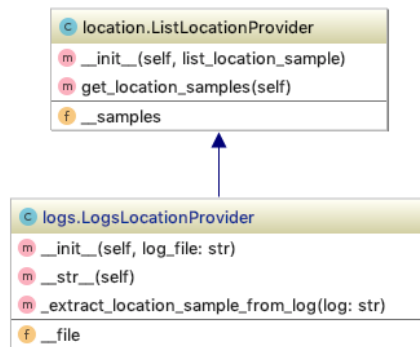 C location.ListLocationProvider
m __init__(self, list_location_sample)
m get_location_samples(self)
f __samples
C logs.LogsLocationProvider
m __init__(self, log_file: str)
m __str__(self)
m _extract_location_sample_from_log(log: str)
f __file